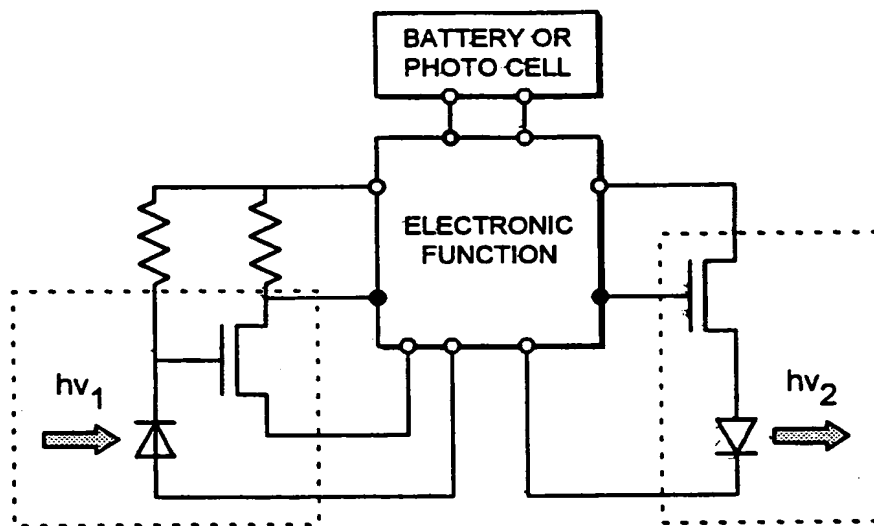 BATTERY OR
PHOTO CELL
ELECTRONIC
FUNCTION
hv1
hv2